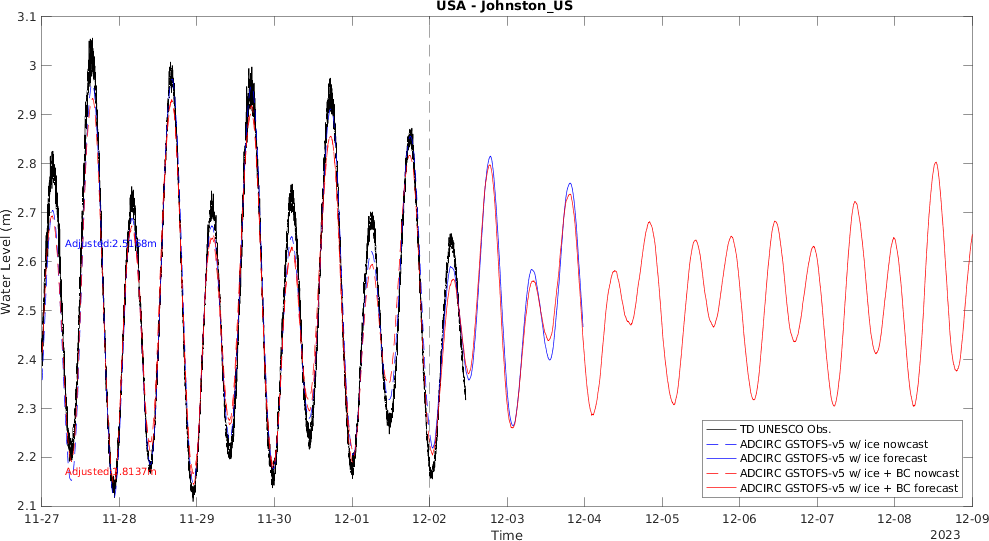 USA - Johnston_US
3.1
3
2.9
2.8
2.7
2.6
2.5
2.4
2.3
2.2
2.1
Water Level (m)
Adjusted:2.5168m
Adjusted:1.8137m
TD UNESCO Obs.
ADCIRC GSTOFS-v5 w/ ice nowcast
ADCIRC GSTOFS-v5 w/ ice forecast
ADCIRC GSTOFS-v5 w/ ice + BC nowcast
ADCIRC GSTOFS-v5 w/ ice + BC forecast
11-27 11-28 11-29 11-30 12-01 12-02 12-03 12-04 12-05 12-06 12-07 12-08 12-09
Time
2023